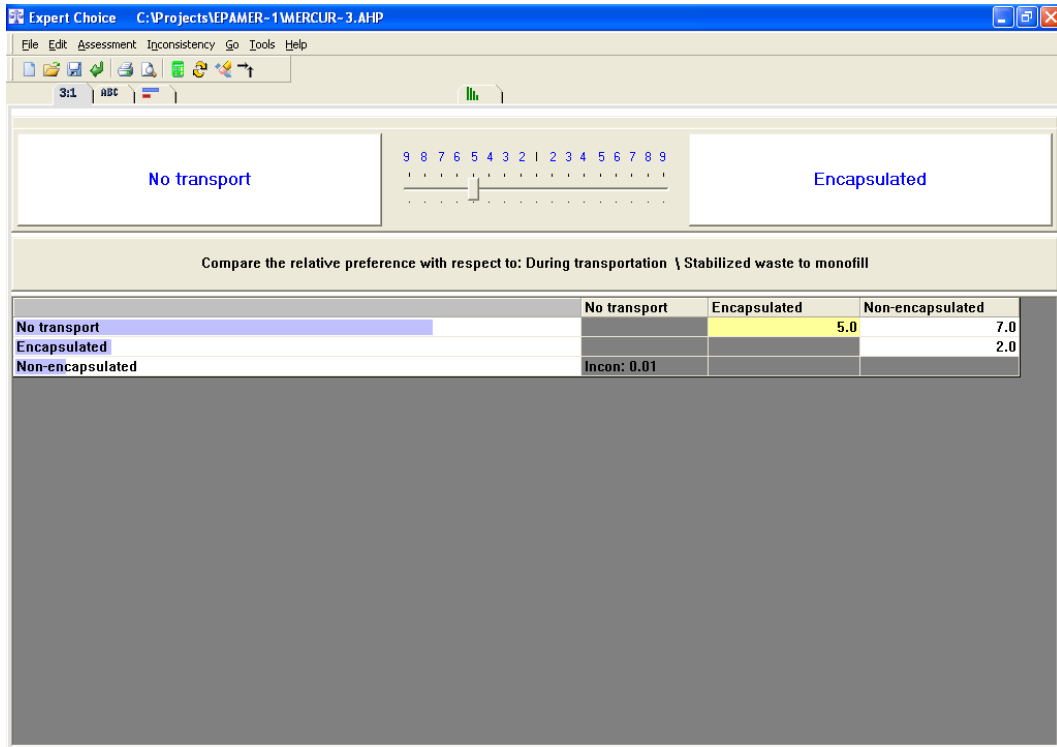 Expert Choice C:\Projects\EPAMER~1\MERCUR~3.AHP
File Edit Assessment Inconsistency Go Tools Help
3:1 ABC
9 8 7 6 5 4 3 2 1 2 3 4 5 6 7 8 9
No transport Encapsulated
Compare the relative preference with respect to: During transportation \ Stabilized waste to monofill
No transport Encapsulated Non-encapsulated
No transport 5.0 7.0
Encapsulated 2.0
Non-encapsulated Incon: 0.01